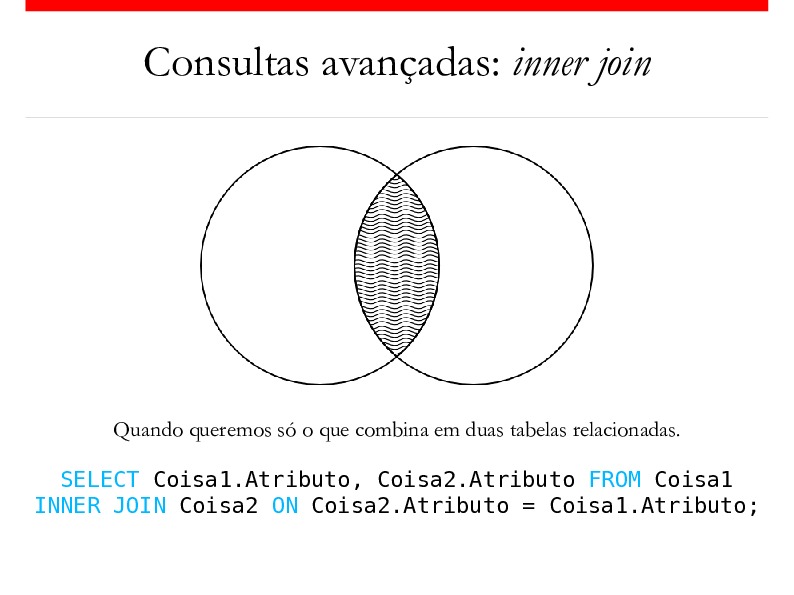 Consultas avançadas: inner join
Quando queremos só o que combina em duas tabelas relacionadas.
SELECT Coisa1.Atributo, Coisa2.Atributo FROM Coisa1
INNER JOIN Coisa2 ON Coisa2.Atributo = Coisa1.Atributo;